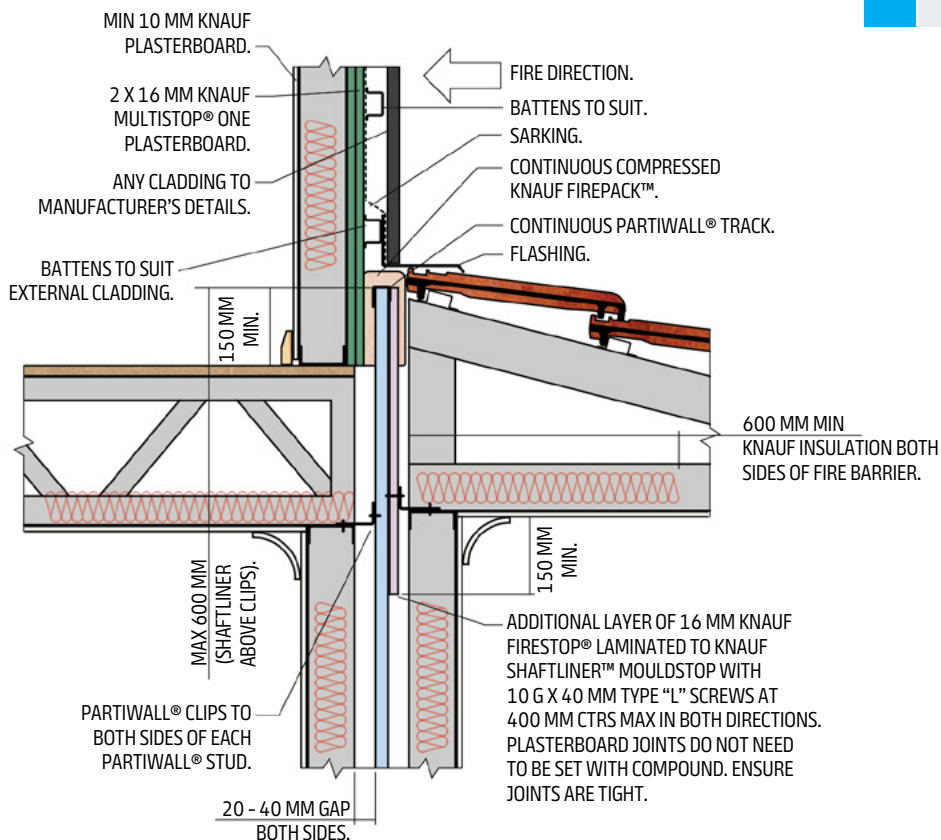 MIN 10 MM KNAUF
PLASTERBOARD.
2 X 16 MM KNAUF
MULTISTOP® ONE
PLASTERBOARD.
ANY CLADDING TO
MANUFACTURER'S DETAILS.
BATTENS TO SUIT
EXTERNAL CLADDING.
FIRE DIRECTION.
BATTENS TO SUIT.
SARKING.
CONTINUOUS COMPRESSED
KNAUF FIREPACK™.
CONTINUOUS PARTIWALL® TRACK.
FLASHING.
150 MM
MIN.
600 MM MIN
KNAUF INSULATION BOTH
SIDES OF FIRE BARRIER.
MAX 600 MM
(SHAFTLINER
ABOVE CLIPS).
150 MM
MIN.
ADDITIONAL LAYER OF 16 MM KNAUF
FIRESTOP® LAMINATED TO KNAUF
SHAFTLINER™ MOULDSTOP WITH
10 G X 40 MM TYPE “L” SCREWS AT
400 MM CTRS MAX IN BOTH DIRECTIONS.
PLASTERBOARD JOINTS DO NOT NEED
TO BE SET WITH COMPOUND. ENSURE
JOINTS ARE TIGHT.
PARTIWALL® CLIPS TO
BOTH SIDES OF EACH
PARTIWALL® STUD.
20 - 40 MM GAP
BOTH SIDES.